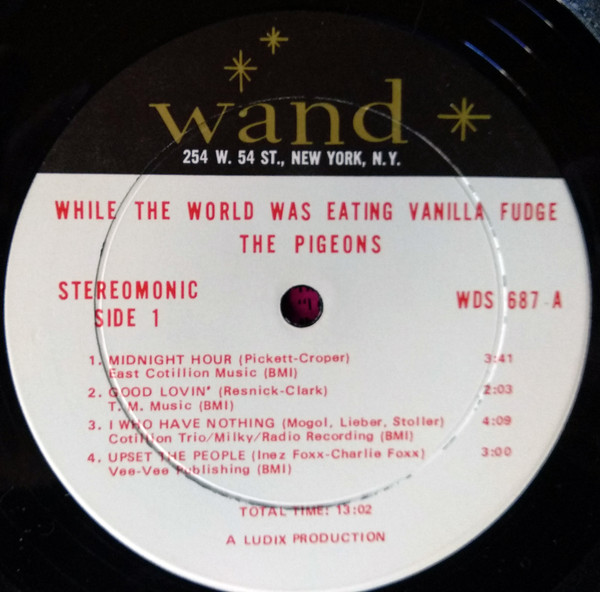 wand
254 W. 54 ST., NEW YORK, N.Y.
WHILE THE WORLD WAS EATING VANILLA FUDGE
THE PIGEONS
STEREOMONIC
SIDE 1
WDS 687-A
1. MIDNIGHT HOUR (Pickett-Croper) 3:41
East Cotillion Music (BMI)
2. GOOD LOVIN' (Resnick-Clark) 2:03
T. M. Music (BMI)
3. I WHO HAVE NOTHING (Mogol, Lieber, Stoller) 4:09
Cotillion Trio/Milky/Radio Recording (BMI)
4. UPSET THE PEOPLE (Inez Foxx-Charlie Foxx) 3:00
Vee-Vee Publishing (BMI)
TOTAL TIME: 13:02
A LUDIX PRODUCTION